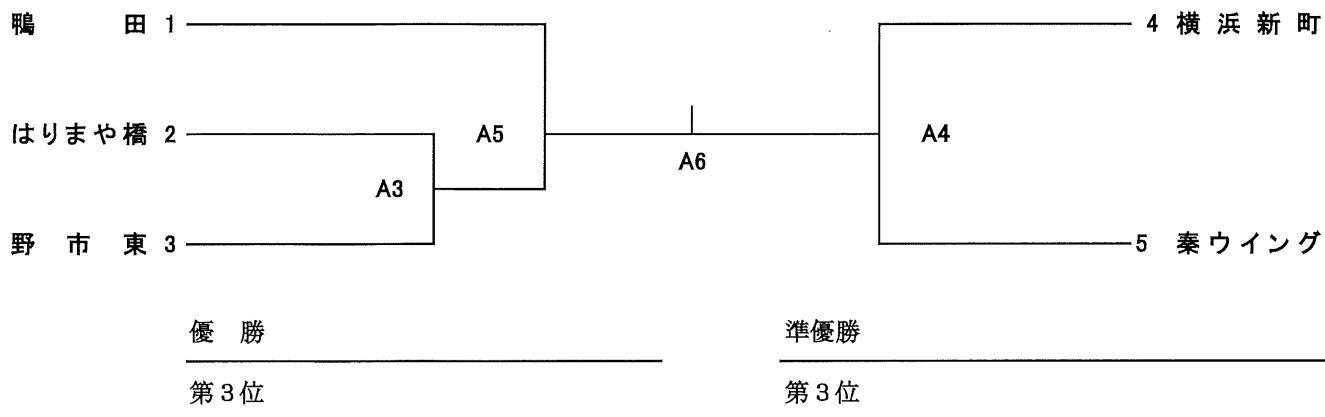 鴨田 1
4 横浜新町
はりまや橋 2
A5
A4
A6
A3
野市東 3
5 秦ウイング
優勝
準優勝
第3位
第3位